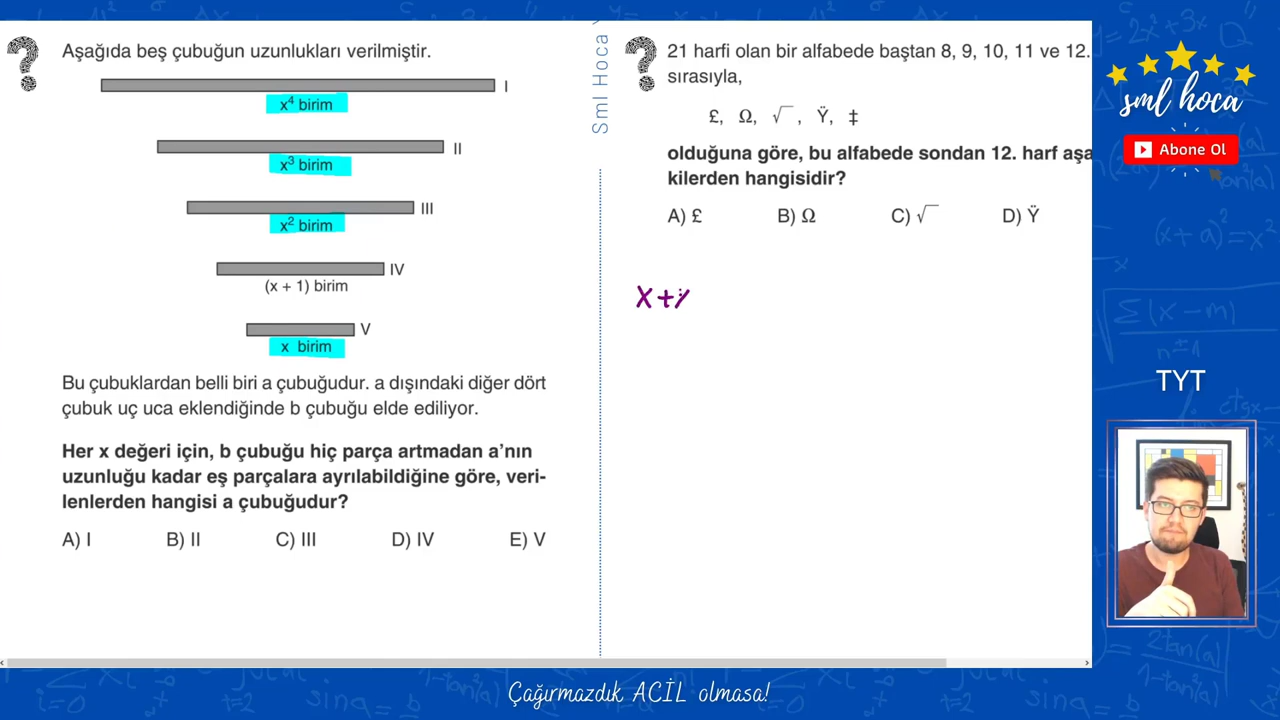 Aşağıda beş çubuğun uzunlukları verilmiştir.
I
x⁴ birim
II
x³ birim
III
x² birim
IV
(x + 1) birim
V
x birim
Bu çubuklardan belli biri a çubuğudur. a dışındaki diğer dört
çubuk uç uca eklendiğinde b çubuğu elde ediliyor.
Her x değeri için, b çubuğu hiç parça artmadan a’nın
uzunluğu kadar eş parçalara ayrılabildiğine göre, veri-
lenlerden hangisi a çubuğudur?
A) I B) II C) III D) IV E) V
Sml Hoca
21 harfi olan bir alfabede baştan 8, 9, 10, 11 ve 12.
sırasıyla,
£, Ω, √ , Ÿ, ‡
olduğuna göre, bu alfabede sondan 12. harf aşa
kilerden hangisidir?
A) £ B) Ω C) √ D) Ÿ
x+
sml hoca
Abone Ol
TYT
Çağırmazdık ACİL olmasa!